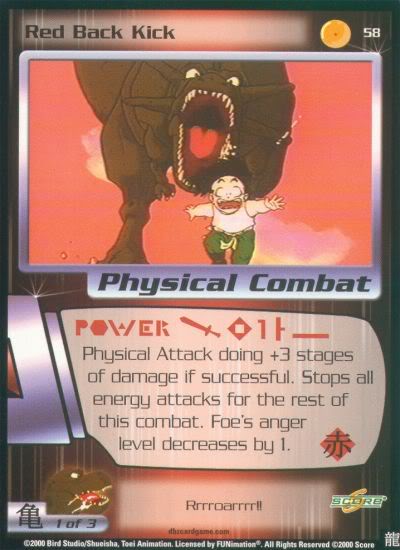 Red Back Kick
58
Physical Combat
POWER
Physical Attack doing +3 stages
of damage if successful. Stops all
energy attacks for the rest of
this combat. Foe's anger
level decreases by 1.
赤
Rrrroarrrr!!
亀
1 of 3
SCORE
dbzcardgame.com
©2000 Bird Studio/Shueisha, Toei Animation. Licensed by FUNimation®. All Rights Reserved ©2000 Score
龍